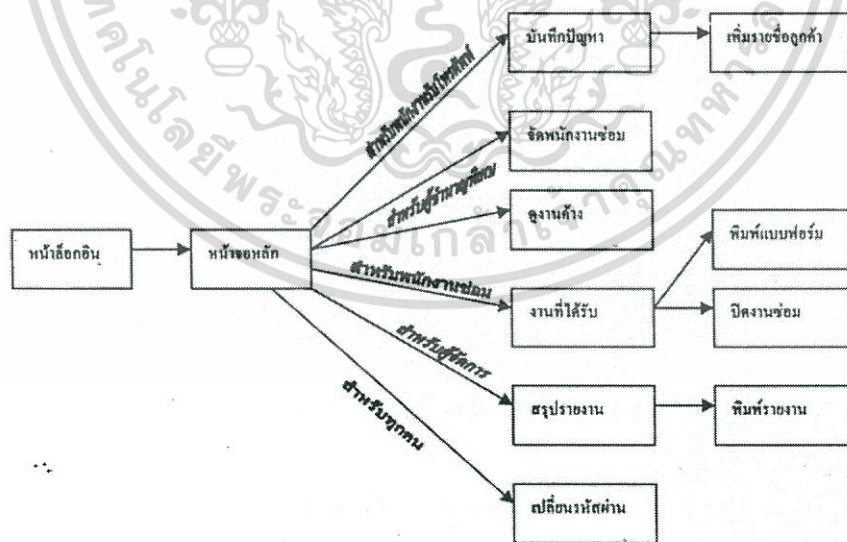 บันทึกปัญหา
เพิ่มรายชื่อลูกค้า
สำหรับพนักงานรับโทรศัพท์
จัดพนักงานซ่อม
สำหรับผู้ชำนาญพิเศษ
ดูงานค้าง
หน้าล็อกอิน
หน้าจอหลัก
สำหรับพนักงานซ่อม
งานที่ได้รับ
พิมพ์แบบฟอร์ม
ปิดงานซ่อม
สำหรับผู้จัดการ
สรุปรายงาน
พิมพ์รายงาน
สำหรับทุกคน
เปลี่ยนรหัสผ่าน